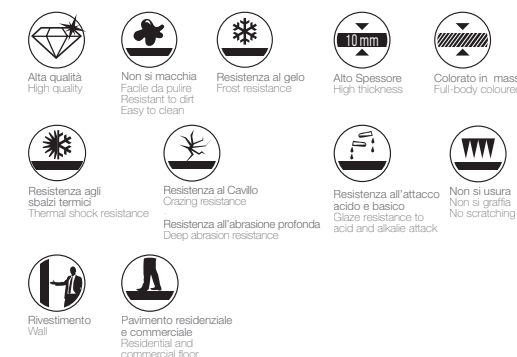 Alta qualità
High quality
Non si macchia
Facile da pulire
Resistant to dirt
Easy to clean
Resistenza al gelo
Frost resistance
10 mm
Alto Spessore
High thickness
Colorato in mass
Full-body coloured
Resistenza agli
sbalzi termici
Thermal shock resistance
Resistenza al Cavillo
Crazing resistance
Resistenza all'abrasione profonda
Deep abrasion resistance
Resistenza all'attacco
acido e basico
Glaze resistance to
acid and alkalie attack
Non si usura
Non si graffia
No scratching
Rivestimento
Wall
Pavimento residenziale
e commerciale
Residential and
commercial floor